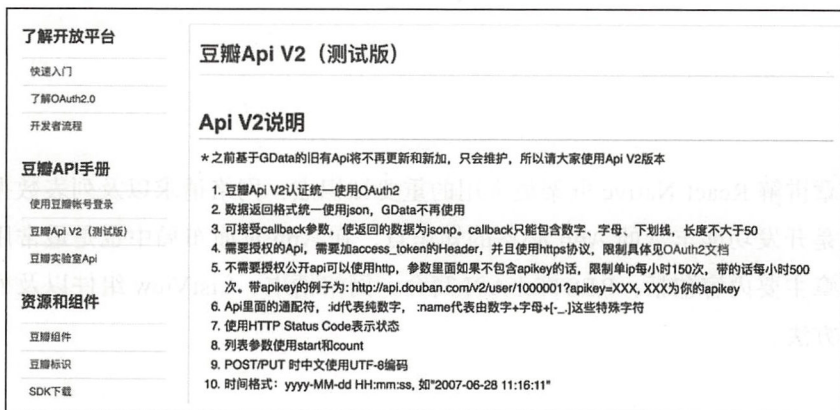 了解开放平台
快速入门
了解OAuth2.0
开发者流程
豆瓣API手册
使用豆瓣帐号登录
豆瓣Api V2（测试版）
豆瓣实验室Api
资源和组件
豆瓣组件
豆瓣标识
SDK下载
豆瓣Api V2（测试版）
Api V2说明
*之前基于GData的旧有Api将不再更新和新加，只会维护，所以请大家使用Api V2版本
1. 豆瓣Api V2认证统一使用OAuth2
2. 数据返回格式统一使用json，GData不再使用
3. 可接受callback参数，使返回的数据为jsonp。callback只能包含数字、字母、下划线，长度不大于50
4. 需要授权的Api，需要加access_token的Header，并且使用https协议，限制具体见OAuth2文档
5. 不需要授权公开api可以使用http，参数里面如果不包含apikey的话，限制单ip每小时150次，带的话每小时500
次。带apikey的例子为: http://api.douban.com/v2/user/1000001?apikey=XXX, XXX为你的apikey
6. Api里面的通配符，:id代表纯数字， :name代表由数字+字母+[-_.]这些特殊字符
7. 使用HTTP Status Code表示状态
8. 列表参数使用start和count
9. POST/PUT 时中文使用UTF-8编码
10. 时间格式：yyyy-MM-dd HH:mm:ss, 如"2007-06-28 11:16:11"